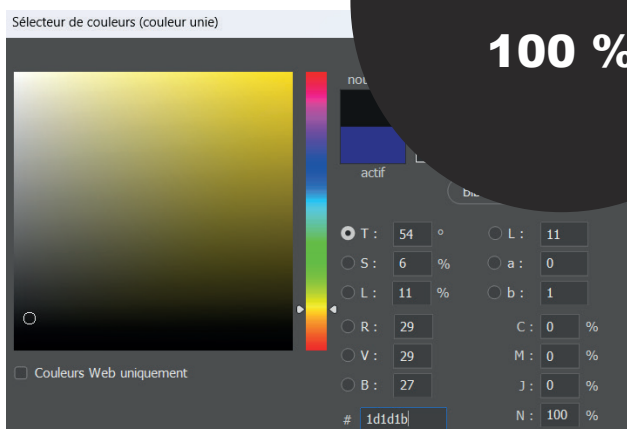 Sélecteur de couleurs (couleur unie)
100 %
actif
T : 54 ° L : 11
S : 6 % a : 0
L : 11 % b : 1
R : 29 C : 0 %
V : 29 M : 0 %
B : 27 J : 0 %
# 1d1d1b N : 100 %
Couleurs Web uniquement